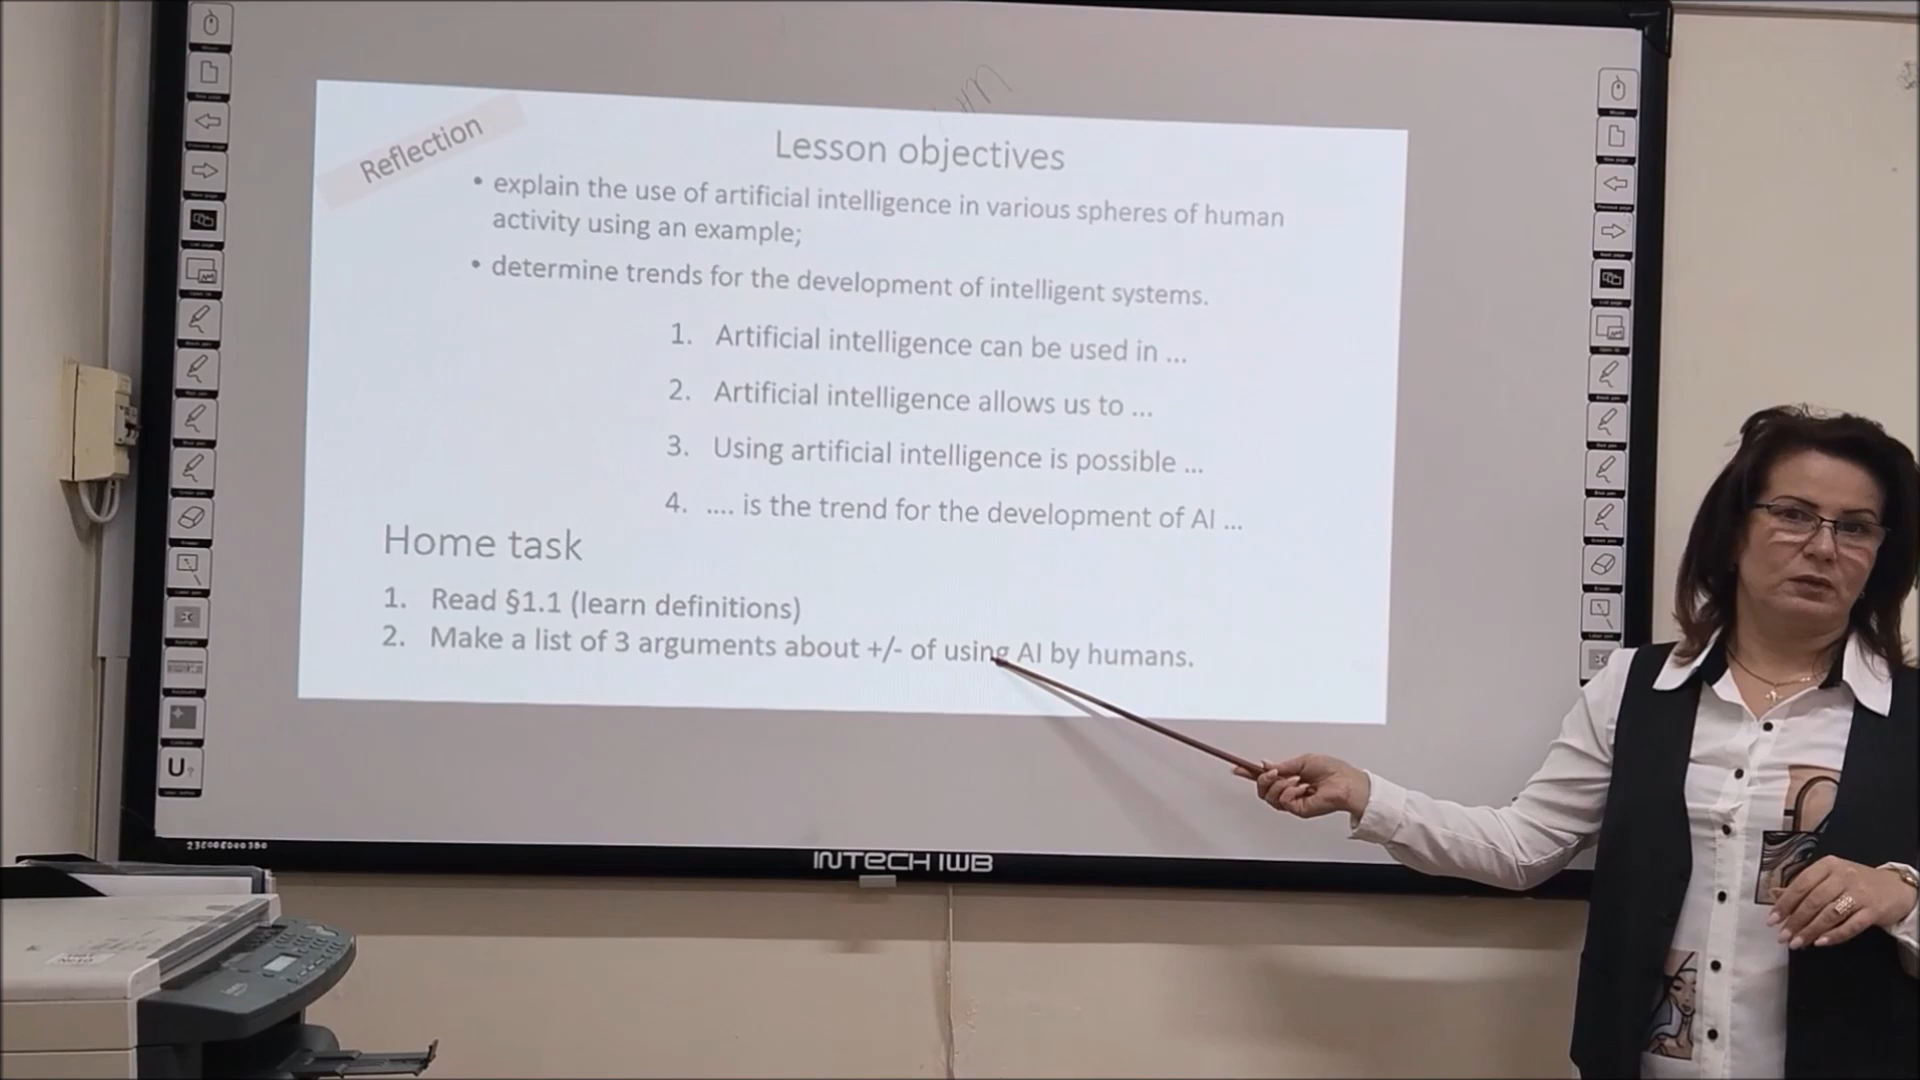 Reflection
Lesson objectives
• explain the use of artificial intelligence in various spheres of human
activity using an example;
• determine trends for the development of intelligent systems.
1. Artificial intelligence can be used in ...
2. Artificial intelligence allows us to ...
3. Using artificial intelligence is possible ...
4. .... is the trend for the development of AI ...
Home task
1. Read §1.1 (learn definitions)
2. Make a list of 3 arguments about +/- of using AI by humans.
U?
INTECH IWB